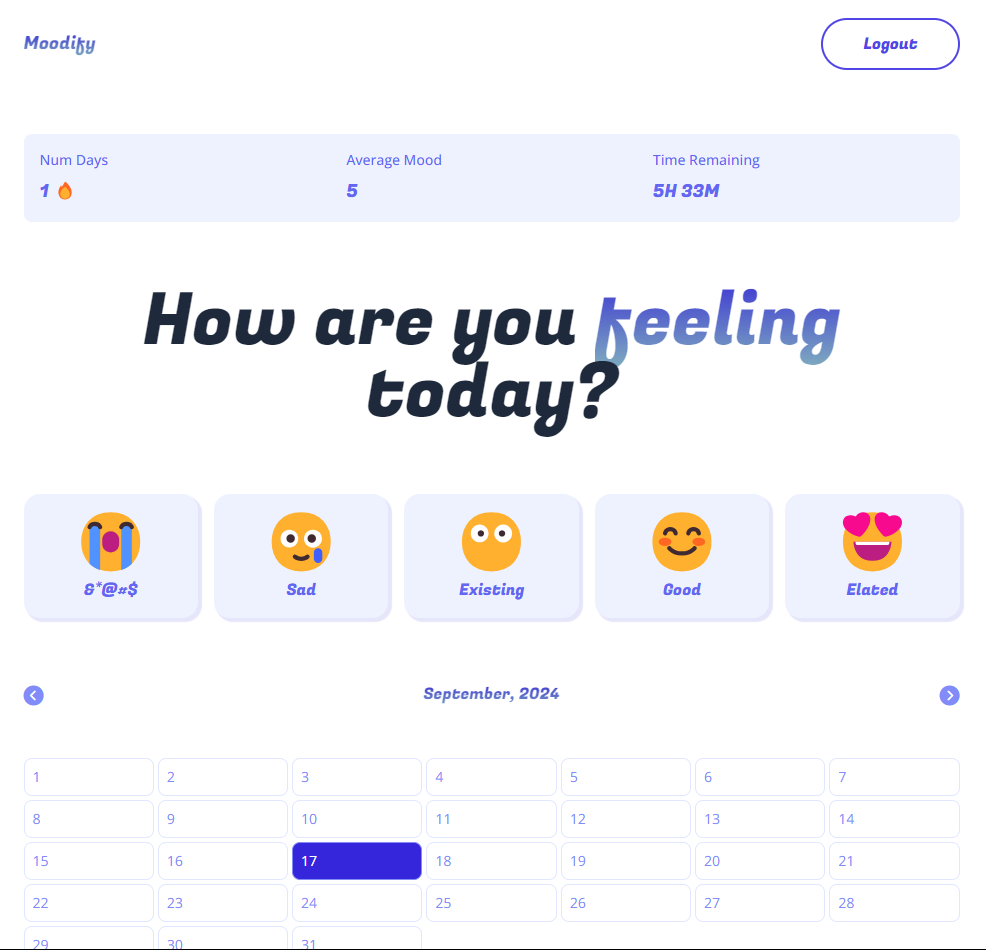 Moodify
Logout
Num Days
Average Mood
Time Remaining
1
5
5H 33M
How are you feeling
today?
&*@#$
Sad
Existing
Good
Elated
September, 2024
1 2 3 4 5 6 7
8 9 10 11 12 13 14
15 16 17 18 19 20 21
22 23 24 25 26 27 28
29 30 31